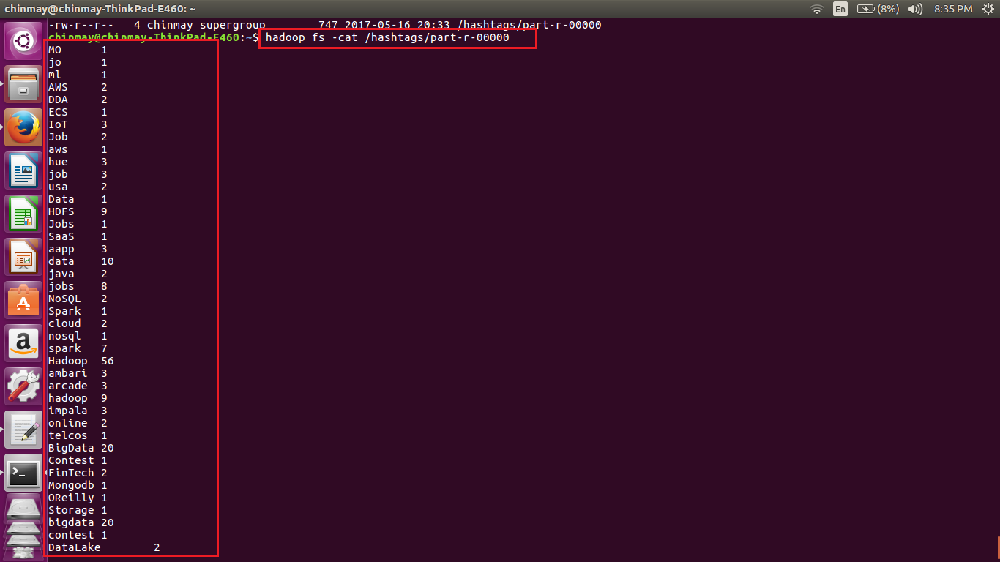 chinmay@chinmay-ThinkPad-E460: ~ En (8%) 8:35 PM
-rw-r--r-- 4 chinmay supergroup 747 2017-05-16 20:33 /hashtags/part-r-00000
chinmay@chinmay-ThinkPad-E460:~$ hadoop fs -cat /hashtags/part-r-00000
MO 1
jo 1
ml 1
AWS 2
DDA 2
ECS 1
IoT 3
Job 2
aws 1
hue 3
job 3
usa 2
Data 1
HDFS 9
Jobs 1
SaaS 1
aapp 3
data 10
java 2
jobs 8
NoSQL 2
Spark 1
cloud 2
nosql 1
spark 7
Hadoop 56
ambari 3
arcade 3
hadoop 9
impala 3
online 2
telcos 1
BigData 20
Contest 1
FinTech 2
Mongodb 1
OReilly 1
Storage 1
bigdata 20
contest 1
DataLake 2